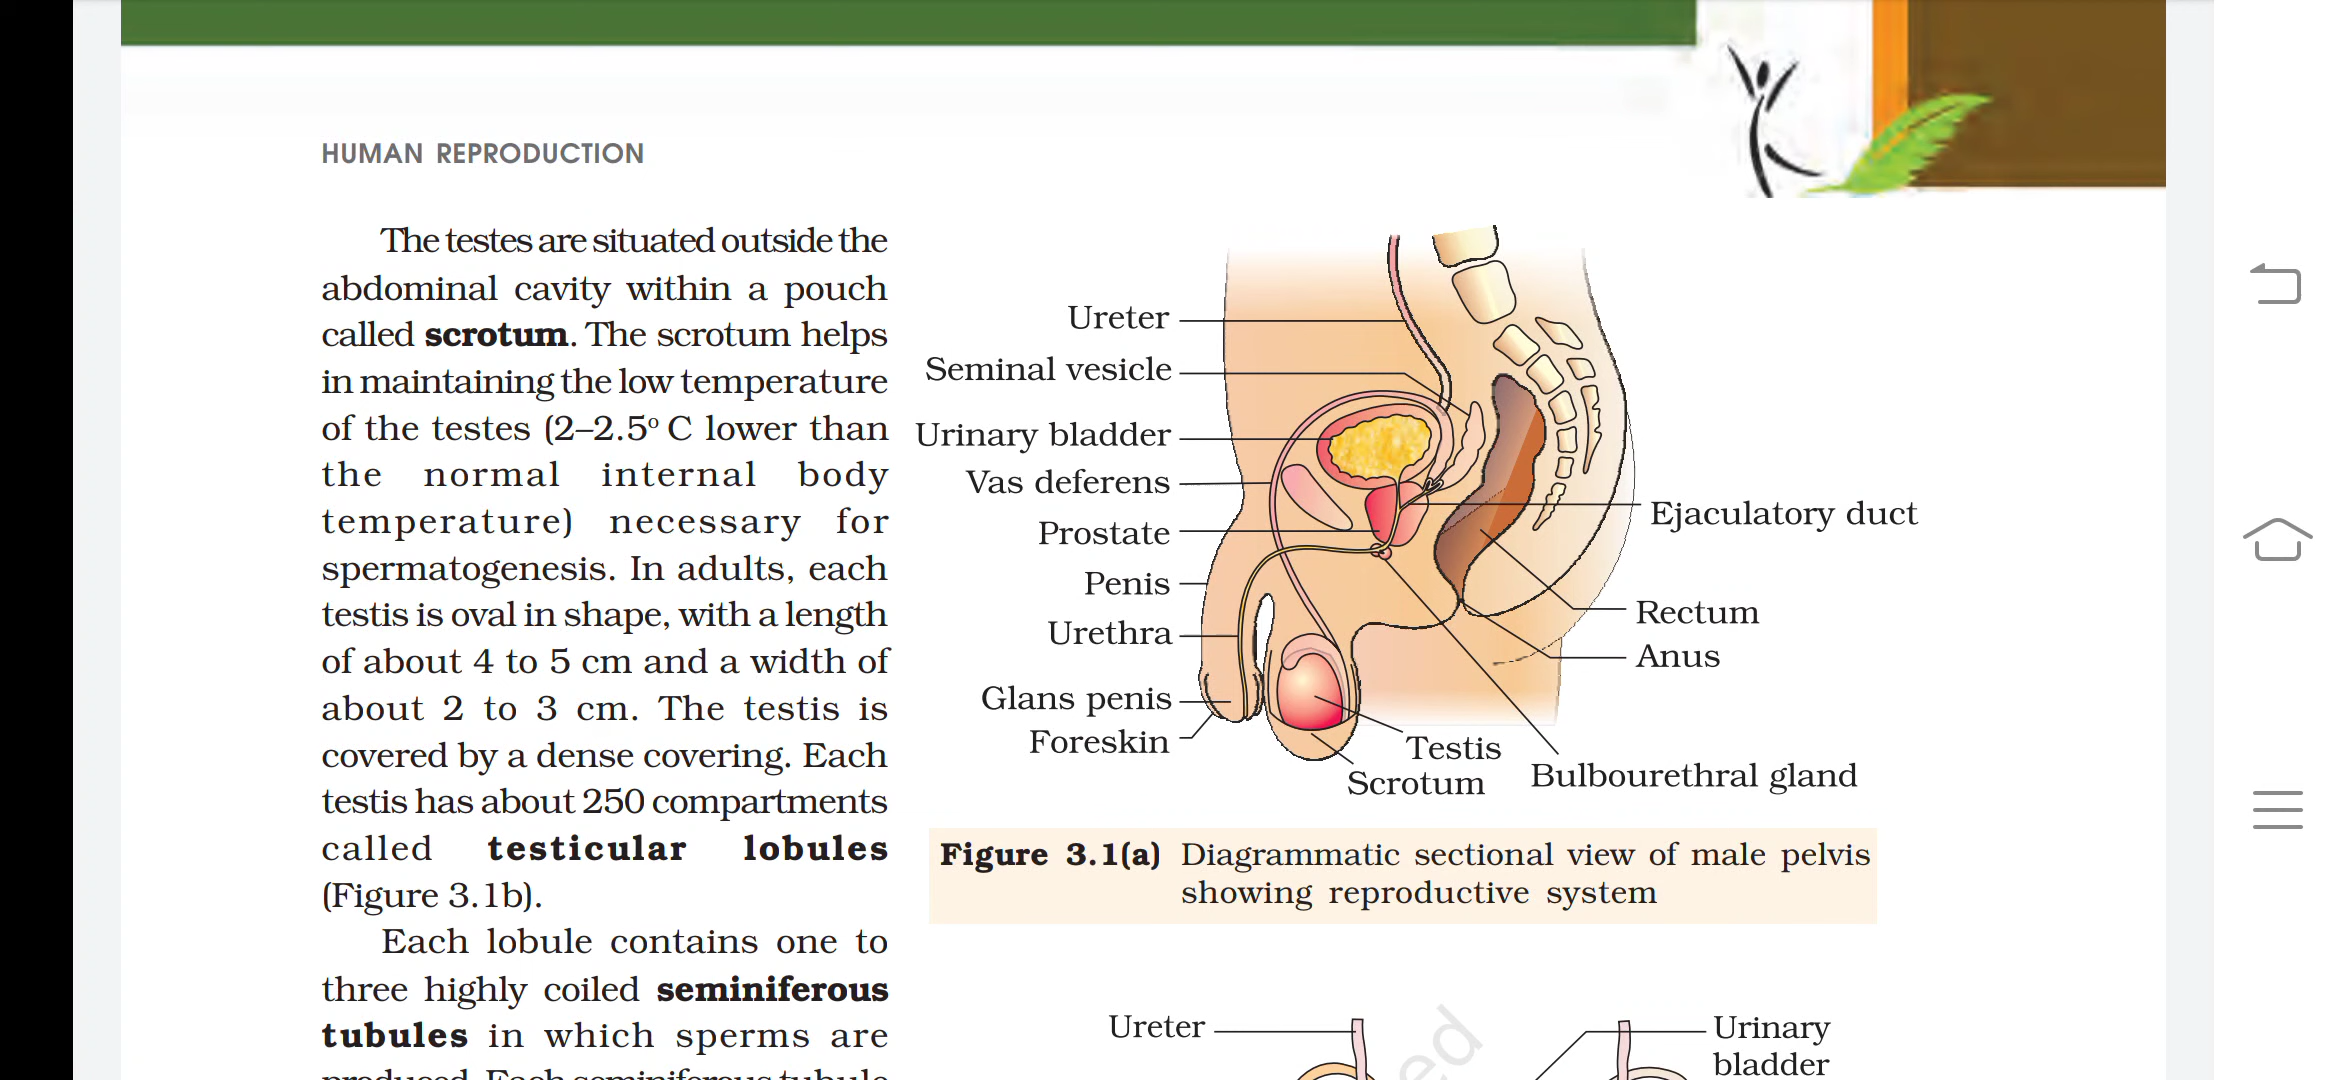 HUMAN REPRODUCTION
The testes are situated outside the
abdominal cavity within a pouch
called scrotum. The scrotum helps
in maintaining the low temperature
of the testes (2–2.5° C lower than
the normal internal body
temperature) necessary for
spermatogenesis. In adults, each
testis is oval in shape, with a length
of about 4 to 5 cm and a width of
about 2 to 3 cm. The testis is
covered by a dense covering. Each
testis has about 250 compartments
called testicular lobules
(Figure 3.1b).
Each lobule contains one to
three highly coiled seminiferous
tubules in which sperms are
produced. Each seminiferous tubule
Ureter
Seminal vesicle
Urinary bladder
Vas deferens
Prostate
Penis
Urethra
Glans penis
Foreskin
Ejaculatory duct
Rectum
Anus
Testis
Scrotum
Bulbourethral gland
Figure 3.1(a) Diagrammatic sectional view of male pelvis
showing reproductive system
Ureter
Urinary
bladder